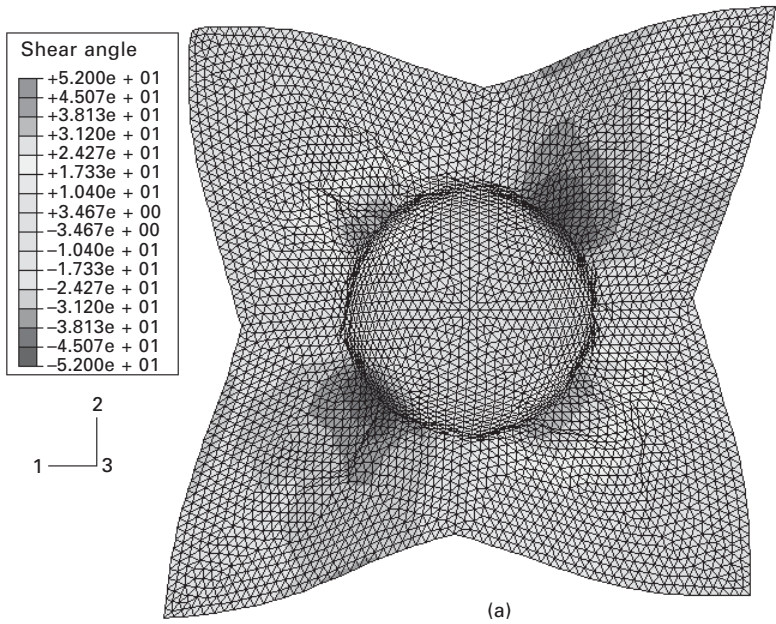 Shear angle
+5.200e + 01
+4.507e + 01
+3.813e + 01
+3.120e + 01
+2.427e + 01
+1.733e + 01
+1.040e + 01
+3.467e + 00
−3.467e + 00
−1.040e + 01
−1.733e + 01
−2.427e + 01
−3.120e + 01
−3.813e + 01
−4.507e + 01
−5.200e + 01
2
1 3
(a)